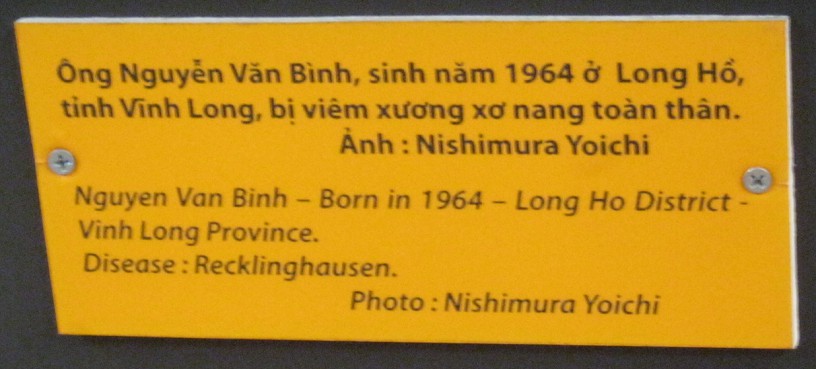 Ông Nguyễn Văn Bình, sinh năm 1964 ở Long Hồ,
tỉnh Vĩnh Long, bị viêm xương xơ nang toàn thân.
Ảnh : Nishimura Yoichi
Nguyen Van Binh – Born in 1964 – Long Ho District -
Vinh Long Province.
Disease : Recklinghausen.
Photo : Nishimura Yoichi